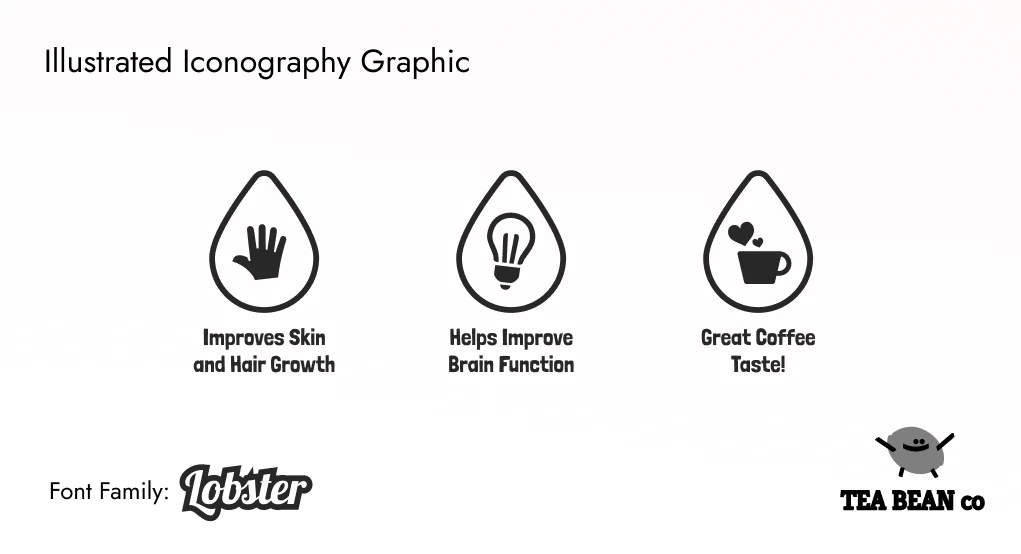 Illustrated Iconography Graphic
Improves Skin
and Hair Growth
Helps Improve
Brain Function
Great Coffee
Taste!
Font Family: Lobster
TEA BEAN co